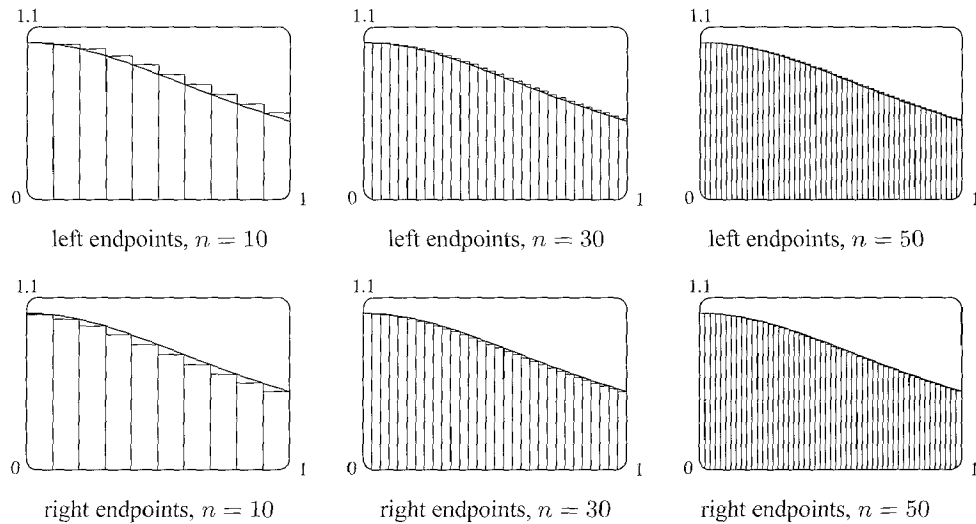 1.1 1.1 1.1
0 1 0 1 0 1
left endpoints, n = 10 left endpoints, n = 30 left endpoints, n = 50
1.1 1.1 1.1
0 1 0 1 0 1
right endpoints, n = 10 right endpoints, n = 30 right endpoints, n = 50